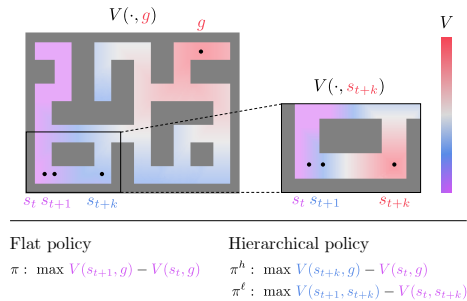 V(·, g)
g
V
V(·, s_{t+k})
s_t s_{t+1} s_{t+k}
s_t s_{t+1} s_{t+k}
Flat policy
π : max V(s_{t+1}, g) − V(s_t, g)
Hierarchical policy
π^h : max V(s_{t+k}, g) − V(s_t, g)
π^ℓ : max V(s_{t+1}, s_{t+k}) − V(s_t, s_{t+k})